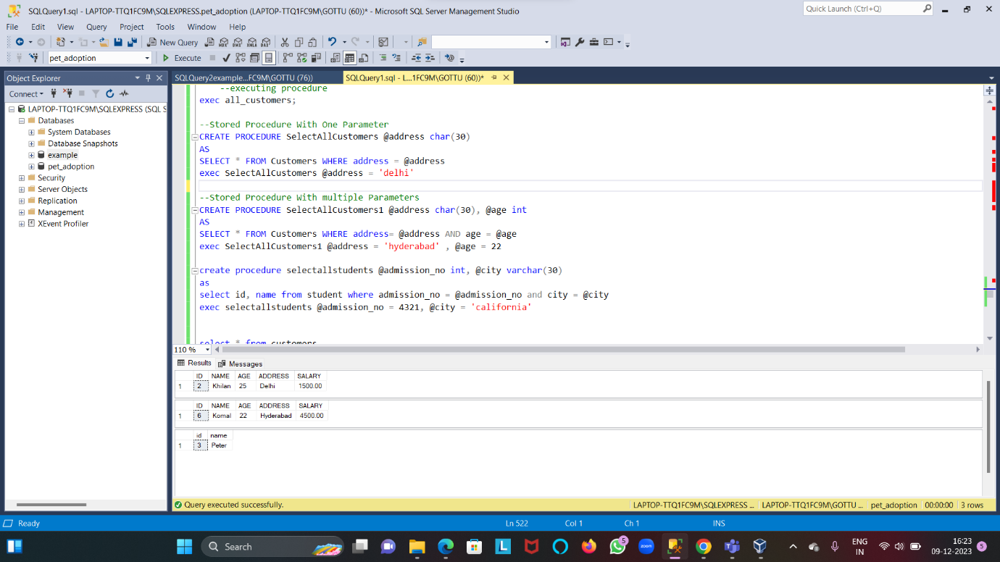 SQLQuery1.sql - LAPTOP-TTQ1FC9M\SQLEXPRESS.pet_adoption (LAPTOP-TTQ1FC9M\GOTTU (60))* - Microsoft SQL Server Management Studio
Quick Launch (Ctrl+Q)
File Edit View Query Project Tools Window Help
New Query
pet_adoption Execute
Object Explorer
SQLQuery2example...FC9M\GOTTU (76))
SQLQuery1.sql - L...1FC9M\GOTTU (60))*
Connect
LAPTOP-TTQ1FC9M\SQLEXPRESS (SQL S
Databases
System Databases
Database Snapshots
example
pet_adoption
Security
Server Objects
Replication
Management
XEvent Profiler
--executing procedure
exec all_customers;
--Stored Procedure With One Parameter
CREATE PROCEDURE SelectAllCustomers @address char(30)
AS
SELECT * FROM Customers WHERE address = @address
exec SelectAllCustomers @address = 'delhi'
--Stored Procedure With multiple Parameters
CREATE PROCEDURE SelectAllCustomers1 @address char(30), @age int
AS
SELECT * FROM Customers WHERE address= @address AND age = @age
exec SelectAllCustomers1 @address = 'hyderabad' , @age = 22
create procedure selectallstudents @admission_no int, @city varchar(30)
as
select id, name from student where admission_no = @admission_no and city = @city
exec selectallstudents @admission_no = 4321, @city = 'california'
select * from customers
110 %
Results Messages
ID NAME AGE ADDRESS SALARY
1 2 Khilan 25 Delhi 1500.00
ID NAME AGE ADDRESS SALARY
1 6 Komal 22 Hyderabad 4500.00
id name
1 3 Peter
Query executed successfully.
LAPTOP-TTQ1FC9M\SQLEXPRESS ... LAPTOP-TTQ1FC9M\GOTTU ... pet_adoption 00:00:00 3 rows
Ready Ln 522 Col 1 Ch 1 INS
Search
L
5
zoom
ENG
IN
16:23
09-12-2023
5